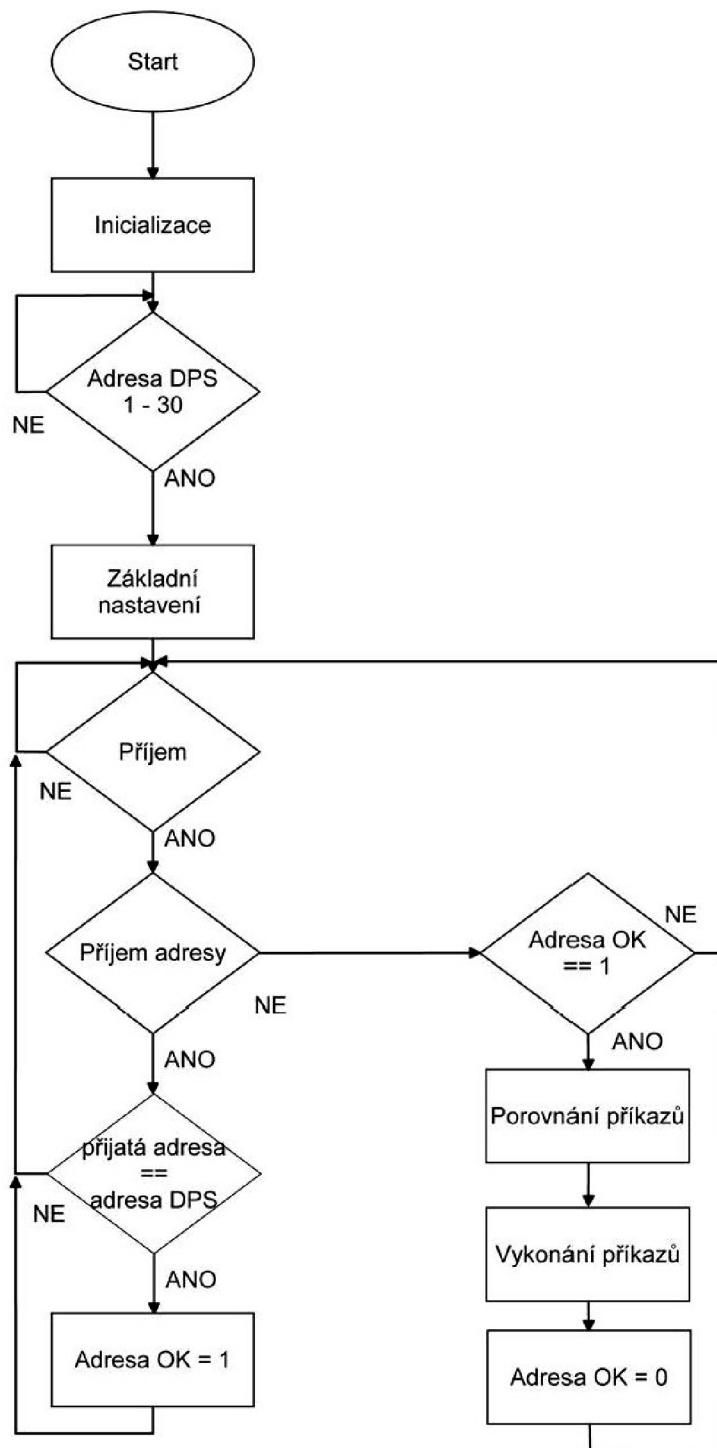 Start
Inicializace
Adresa DPS
1 - 30
NE
ANO
Základní
nastavení
Příjem
NE
ANO
Příjem adresy
NE
ANO
přijatá adresa
==
adresa DPS
NE
ANO
Adresa OK = 1
Adresa OK
== 1
NE
ANO
Porovnání příkazů
Vykonání příkazů
Adresa OK = 0